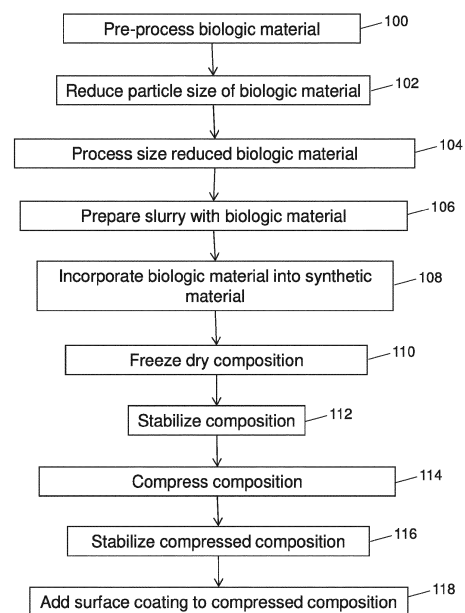 Pre-process biologic material 100
Reduce particle size of biologic material 102
Process size reduced biologic material 104
Prepare slurry with biologic material 106
Incorporate biologic material into synthetic
material 108
Freeze dry composition 110
Stabilize composition 112
Compress composition 114
Stabilize compressed composition 116
Add surface coating to compressed composition 118